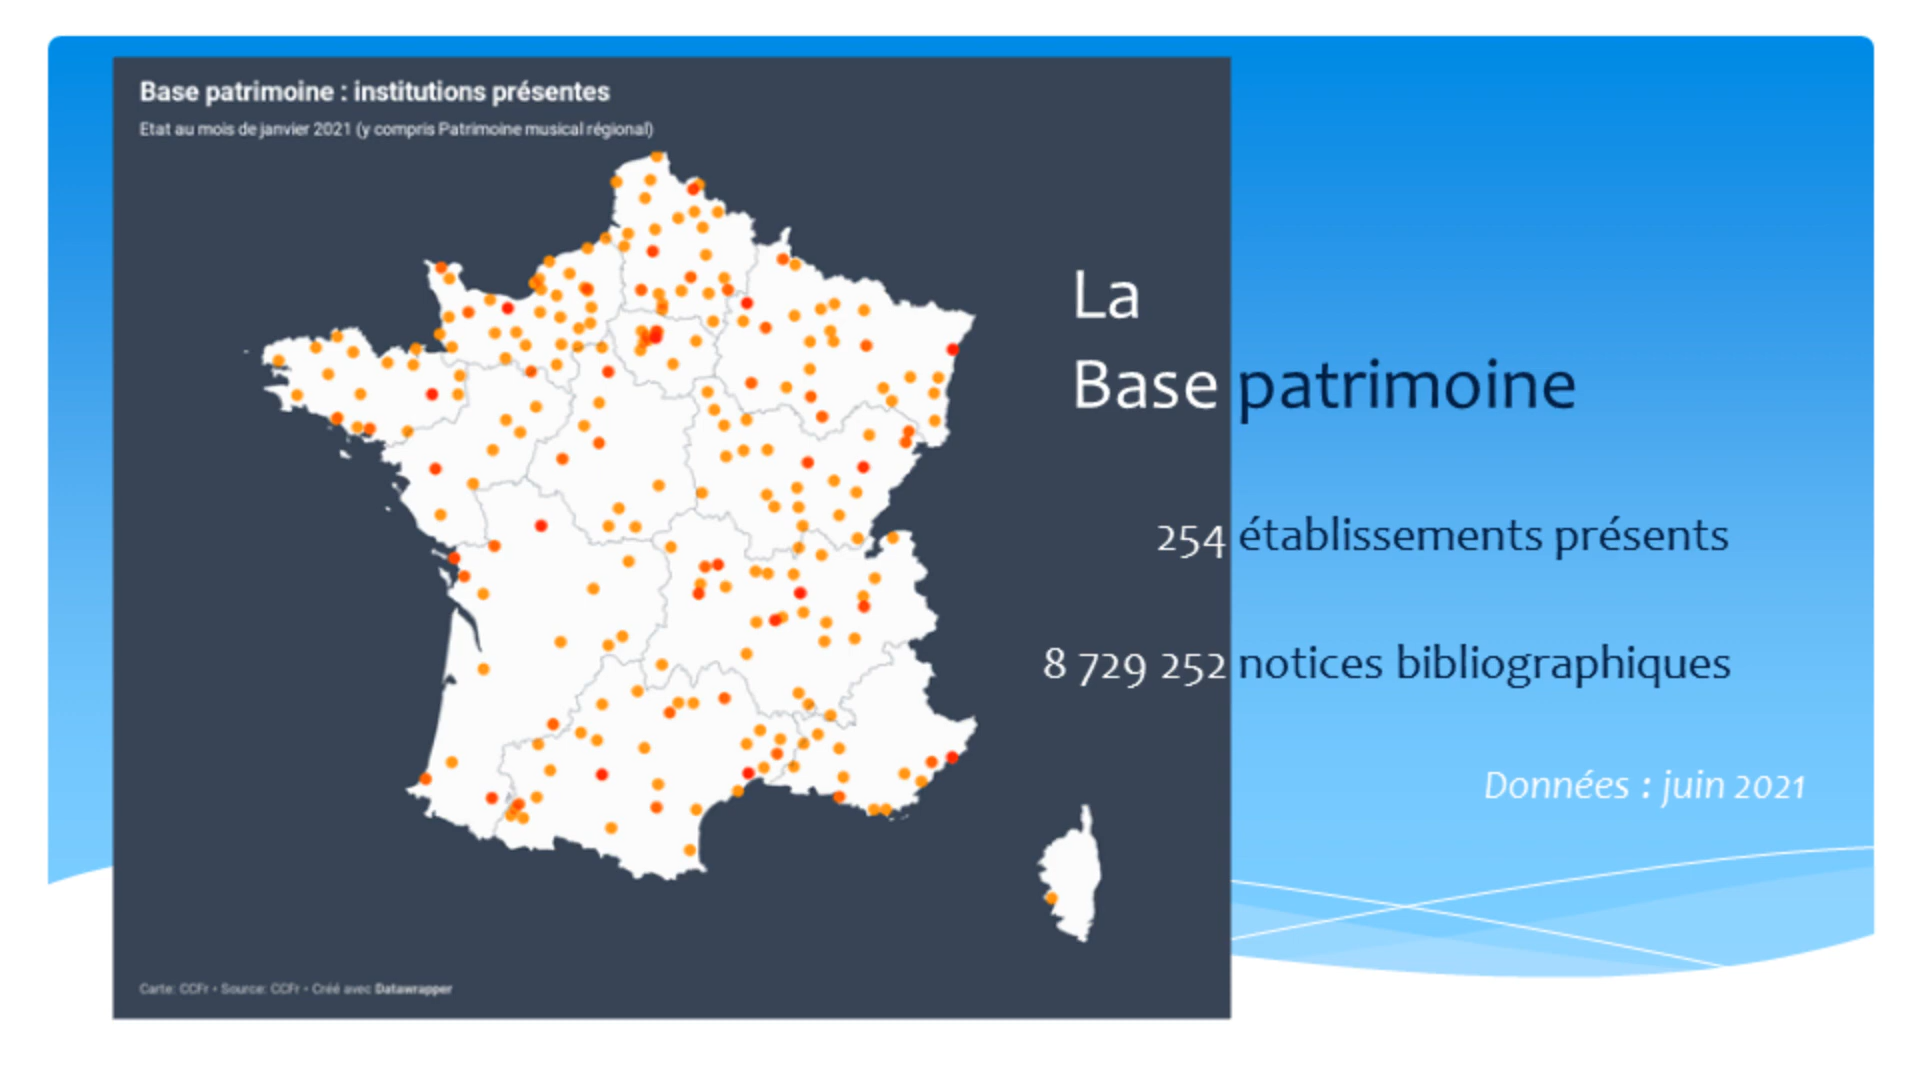 Base patrimoine : institutions présentes
Etat au mois de janvier 2021 (y compris Patrimoine musical régional)
La
Base patrimoine
254 établissements présents
8 729 252 notices bibliographiques
Données : juin 2021
Carte: CCFr • Source: CCFr • Créé avec Datawrapper